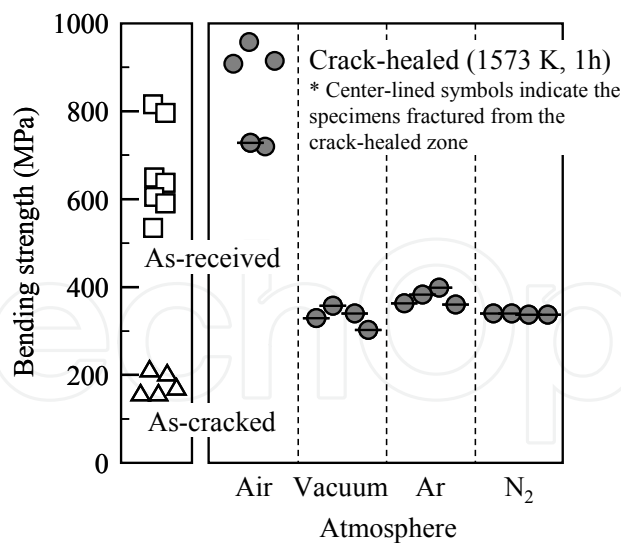 Bending strength (MPa)
1000
800
600
400
200
0
As-received
As-cracked
Crack-healed (1573 K, 1h)
* Center-lined symbols indicate the
specimens fractured from the
crack-healed zone
Air
Vacuum
Ar
N₂
Atmosphere